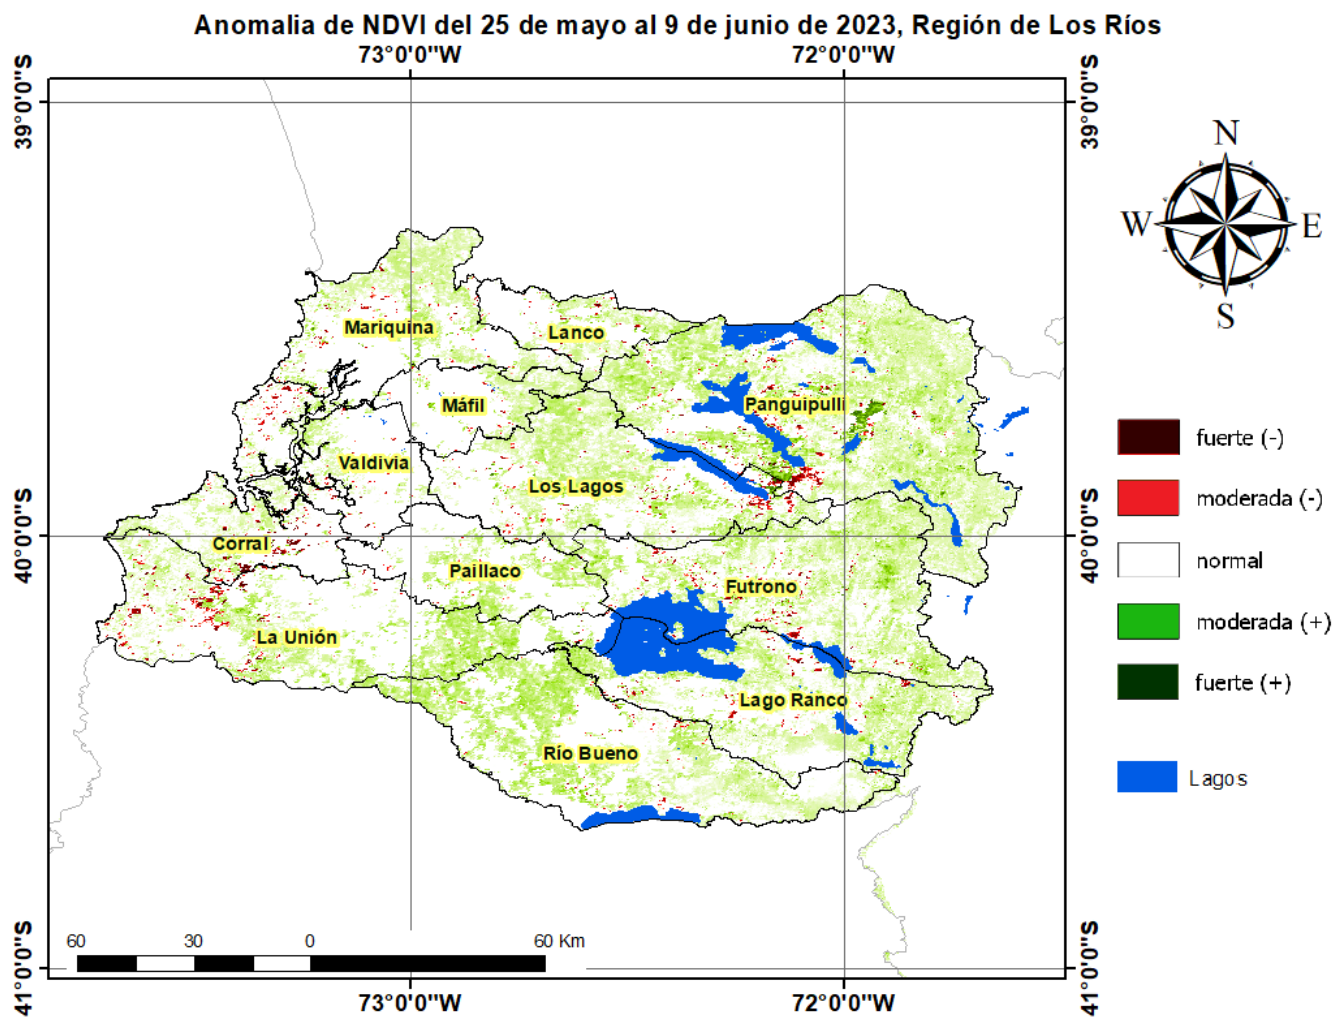 Anomalia de NDVI del 25 de mayo al 9 de junio de 2023, Región de Los Ríos
73°0'0"W
72°0'0"W
39°0'0"S
39°0'0"S
N
W
E
S
Mariquina
Lanco
Máfil
Panguipulli
Valdivia
Los Lagos
40°0'0"S
40°0'0"S
Corral
Paillaco
Futrono
La Unión
Lago Ranco
Río Bueno
fuerte (-)
moderada (-)
normal
moderada (+)
fuerte (+)
Lagos
60 30 0 60 Km
41°0'0"S
41°0'0"S
73°0'0"W
72°0'0"W